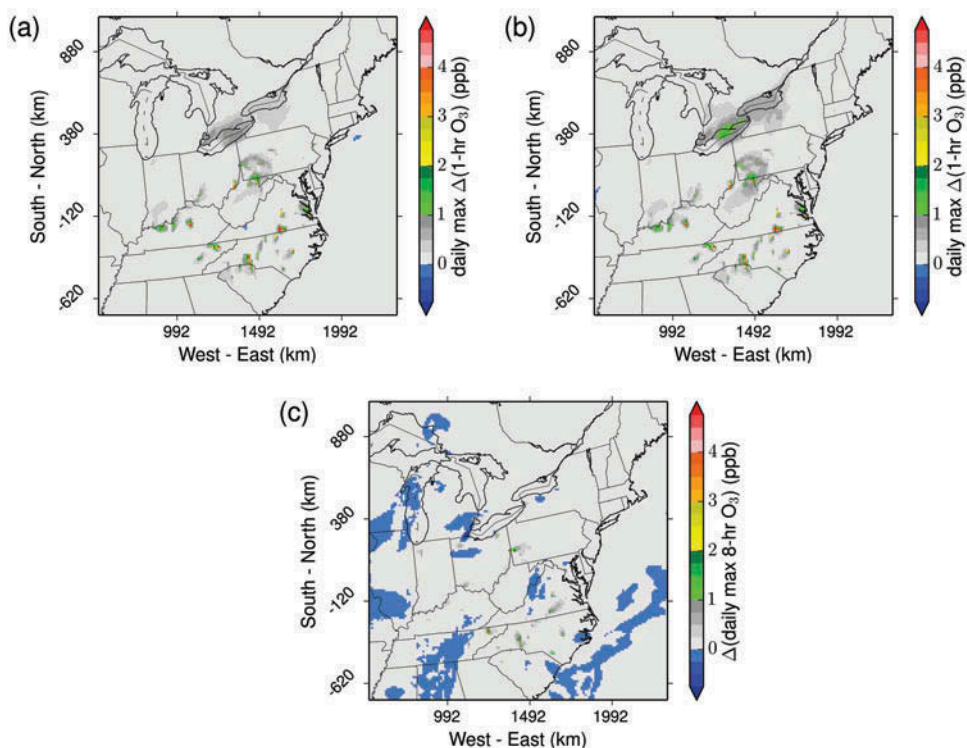 (a)
880
380
-120
-620
South - North (km)
992 1492 1992
West - East (km)
4
3
2
1
0
daily max Δ(1-hr O₃) (ppb)
(b)
880
380
-120
-620
South - North (km)
992 1492 1992
West - East (km)
4
3
2
1
0
daily max Δ(1-hr O₃) (ppb)
(c)
880
380
-120
-620
South - North (km)
992 1492 1992
West - East (km)
4
3
2
1
0
Δ(daily max 8-hr O₃) (ppb)